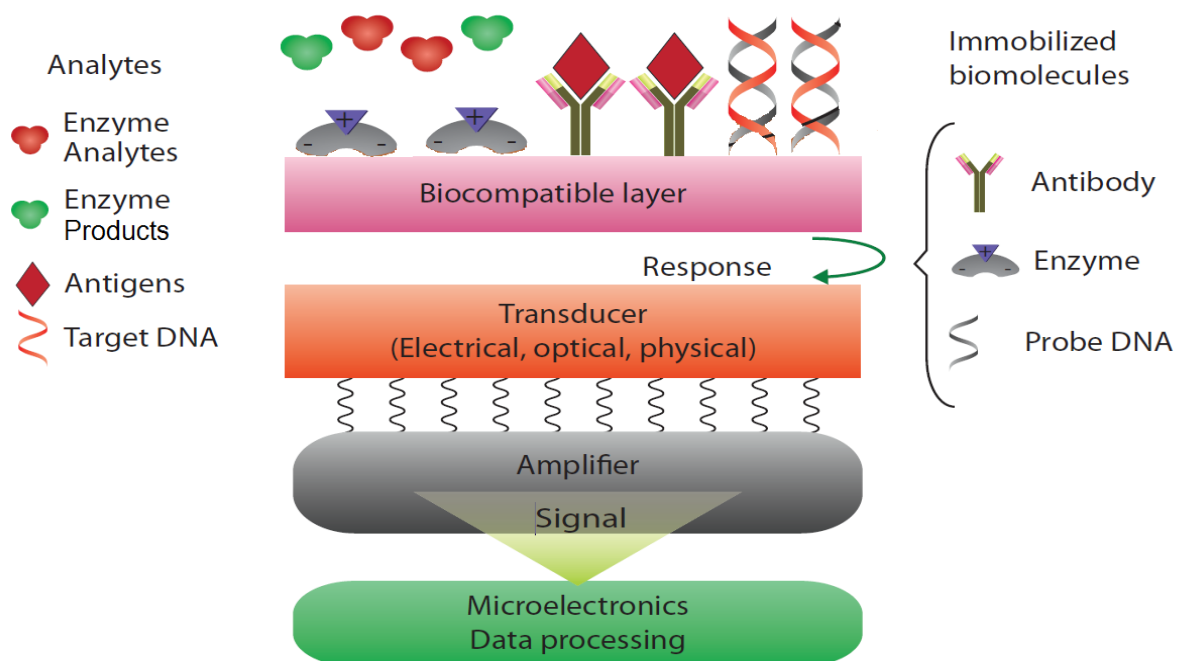 Analytes
Enzyme
Analytes
Enzyme
Products
Antigens
Target DNA
+
-
-
+
-
-
Biocompatible layer
Response
Transducer
(Electrical, optical, physical)
Amplifier
Signal
Microelectronics
Data processing
Immobilized
biomolecules
Antibody
+
-
-
Enzyme
Probe DNA